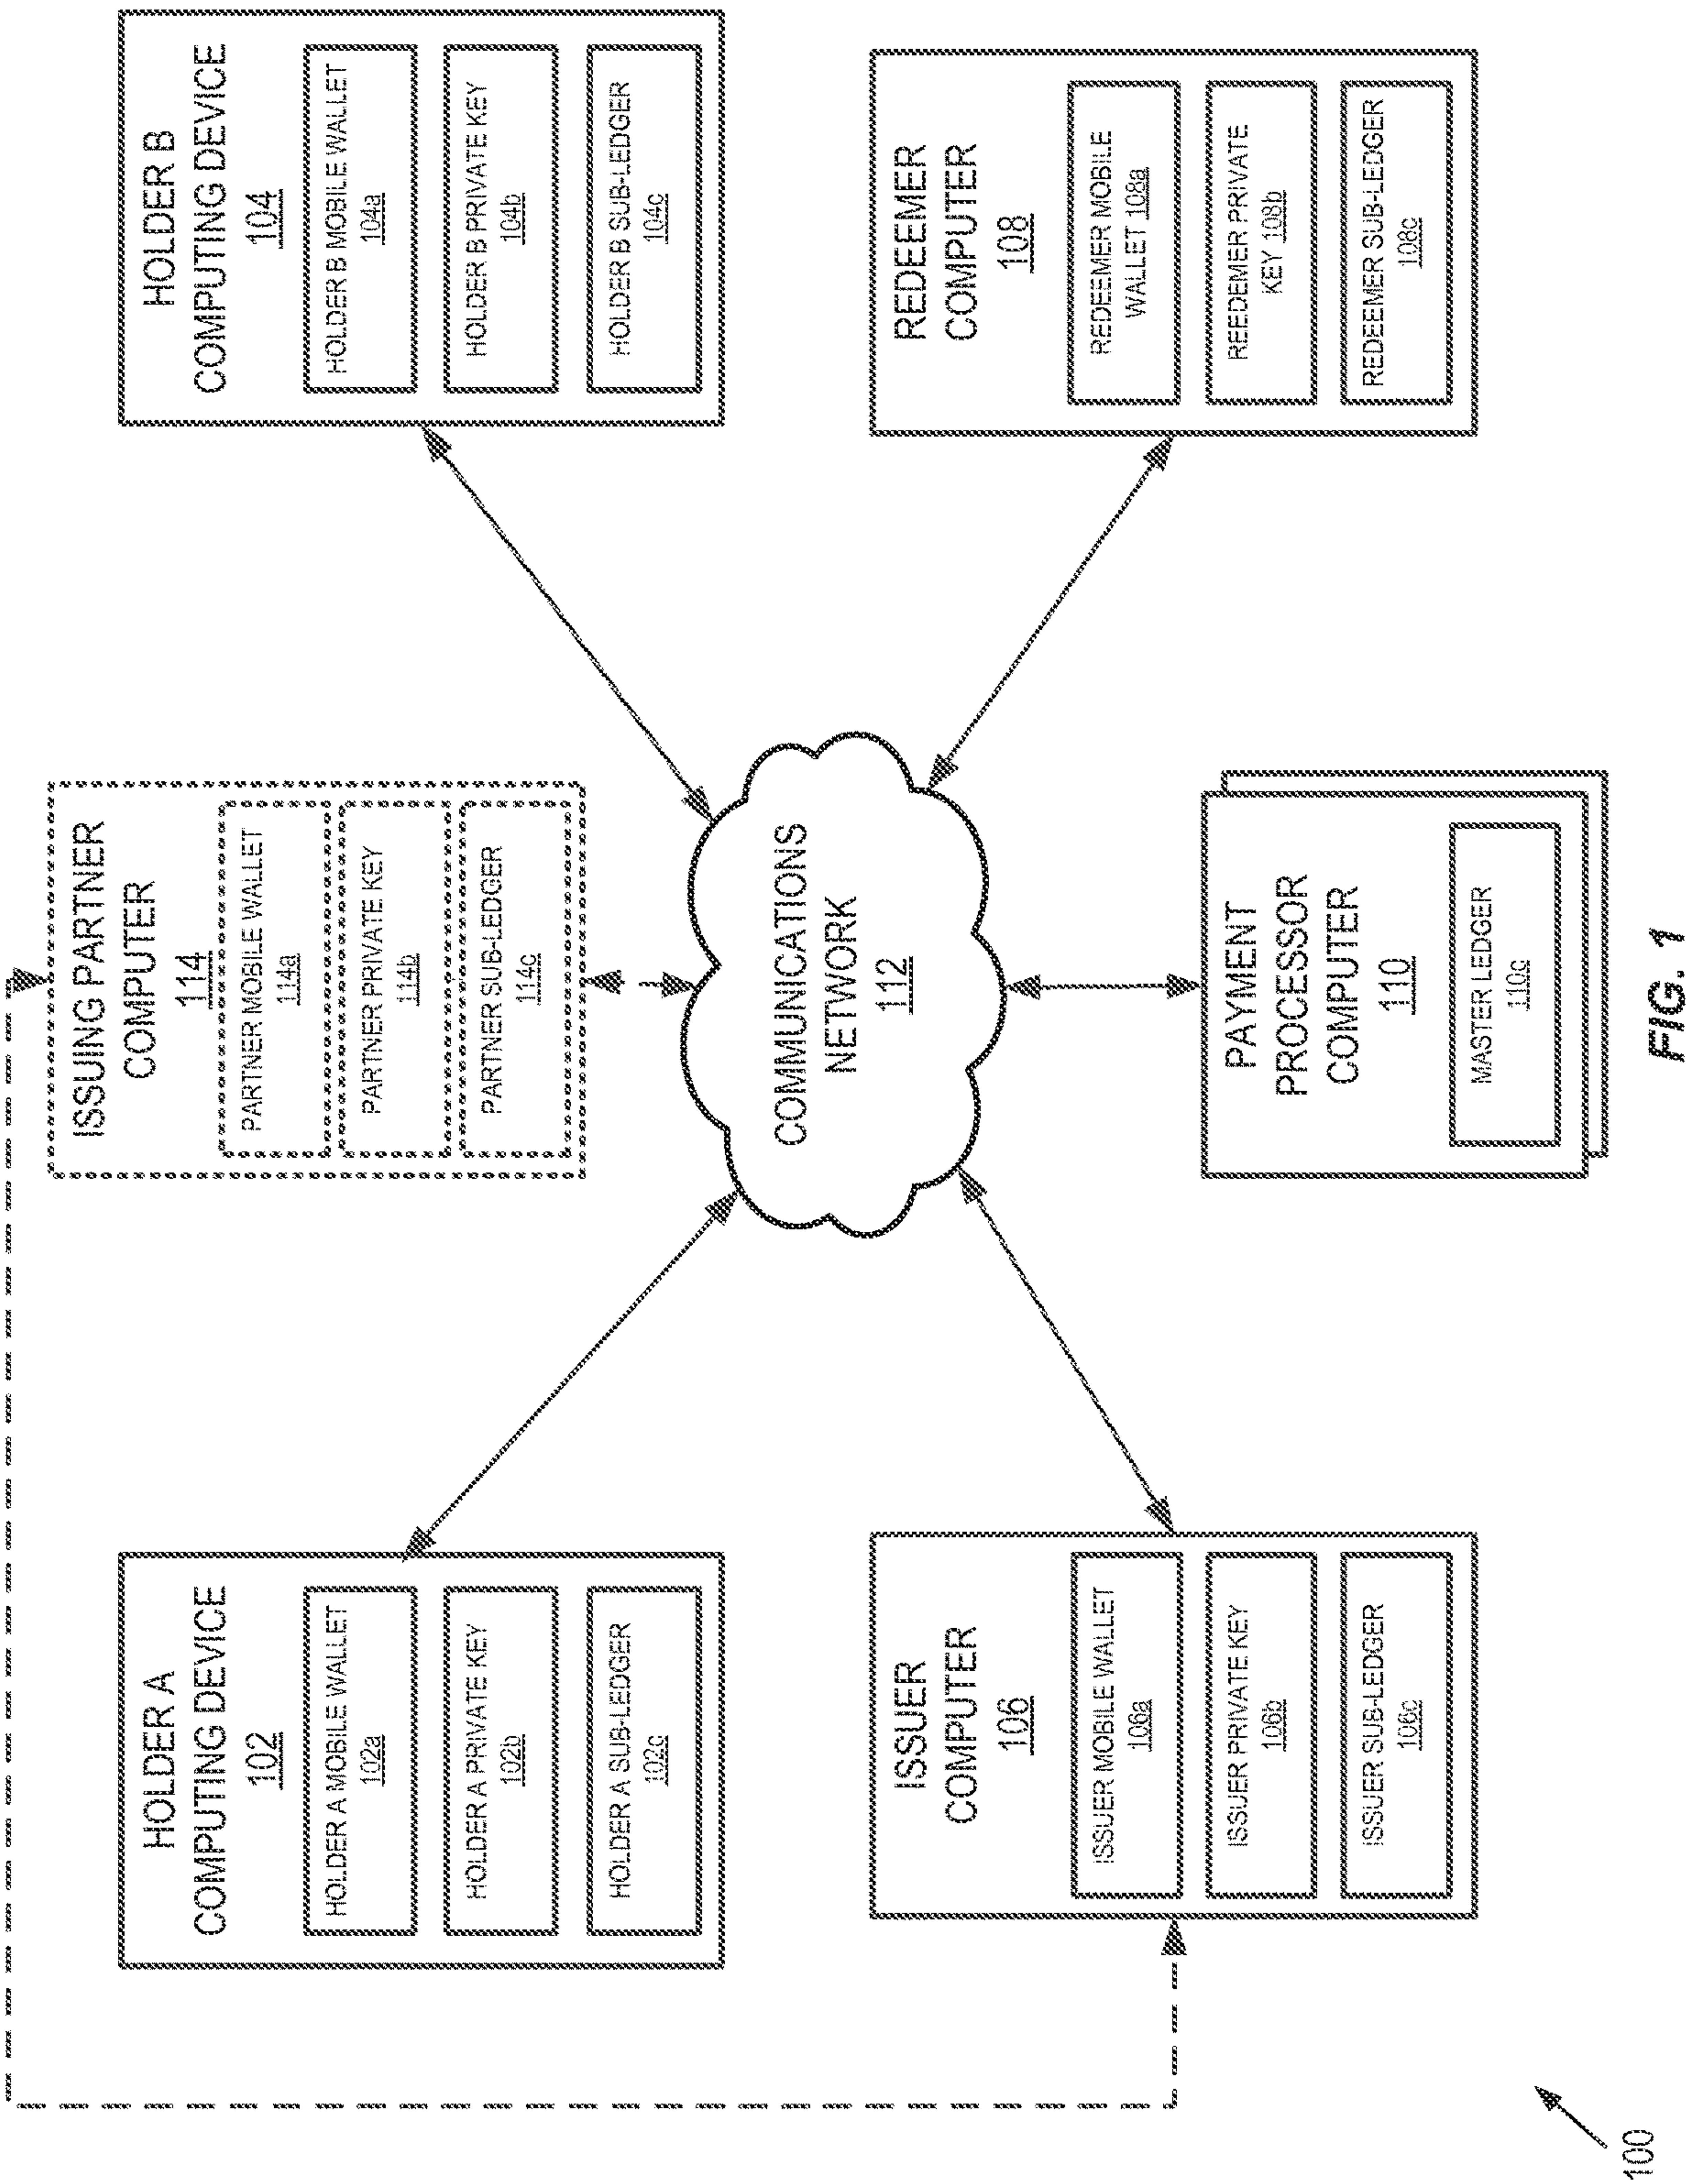 HOLDER A
COMPUTING DEVICE
102
HOLDER A MOBILE WALLET
102a
HOLDER A PRIVATE KEY
102b
HOLDER A SUB-LEDGER
102c
ISSUING PARTNER
COMPUTER
114
PARTNER MOBILE WALLET
114a
PARTNER PRIVATE KEY
114b
PARTNER SUB-LEDGER
114c
HOLDER B
COMPUTING DEVICE
104
HOLDER B MOBILE WALLET
104a
HOLDER B PRIVATE KEY
104b
HOLDER B SUB-LEDGER
104c
COMMUNICATIONS
NETWORK
112
ISSUER
COMPUTER
106
ISSUER MOBILE WALLET
106a
ISSUER PRIVATE KEY
106b
ISSUER SUB-LEDGER
106c
PAYMENT
PROCESSOR
COMPUTER
110
MASTER LEDGER
110c
REDEEMER
COMPUTER
108
REDEEMER MOBILE
WALLET 108a
REEDEMER PRIVATE
KEY 108b
REDEEMER SUB-LEDGER
108c
100
FIG. 1